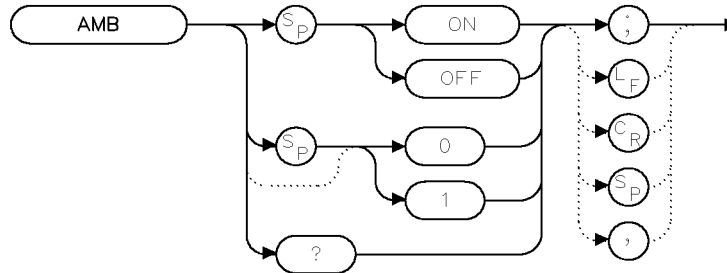 AMB SP ON ;
OFF LF
SP 0 CR
1 SP
? ,